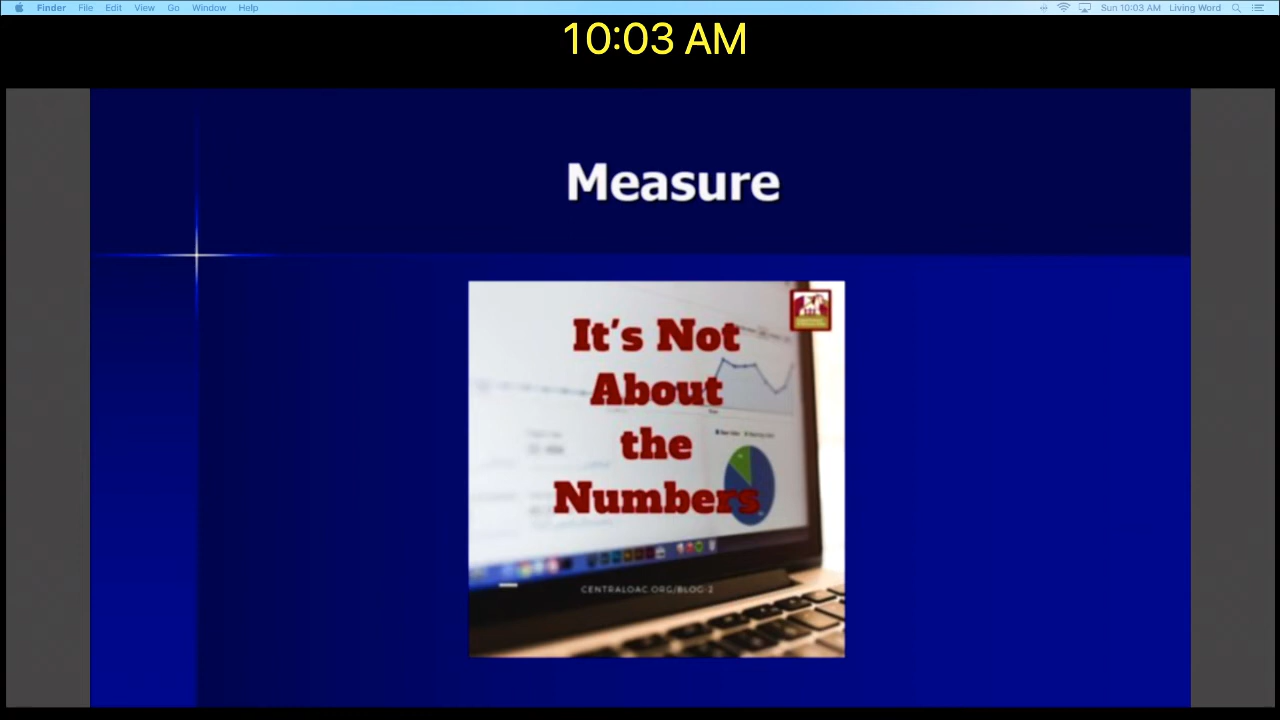 Finder File Edit View Go Window Help Sun 10:03 AM Living Word
10:03 AM
Measure
It's Not
About
the
Numbers
CENTRALOAC.ORG/BLOG-2